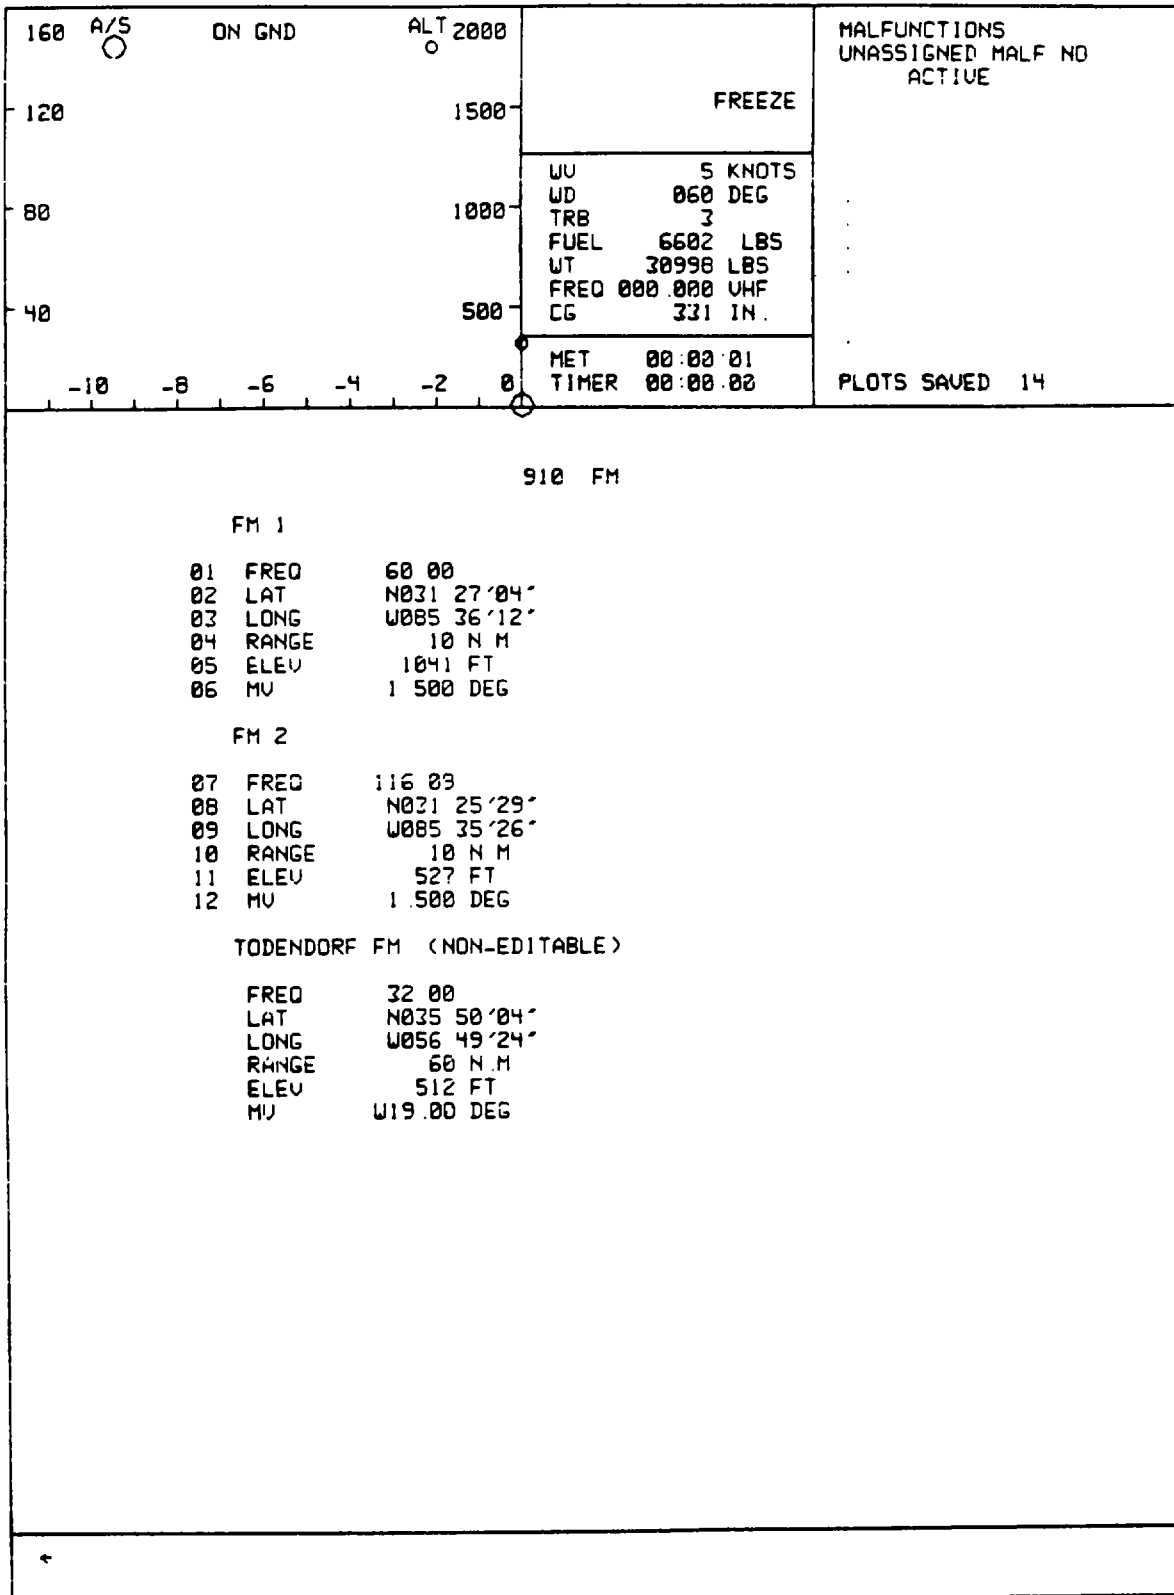 160 A/S ON GND ALT 2000
120 1500
80 1000
40 500
-10 -8 -6 -4 -2 0
FREEZE
WV 5 KNOTS
WD 060 DEG
TRB 3
FUEL 6602 LBS
WT 30998 LBS
FREQ 000.000 VHF
CG 331 IN.
MET 00:00:01
TIMER 00:00:00
MALFUNCTIONS
UNASSIGNED MALF NO
ACTIVE
PLOTS SAVED 14
910 FM
FM 1
01 FREQ 60 00
02 LAT N031 27'04"
03 LONG W085 36'12"
04 RANGE 10 N M
05 ELEV 1041 FT
06 MV 1 500 DEG
FM 2
07 FREQ 116 09
08 LAT N031 25'29"
09 LONG W085 35'26"
10 RANGE 10 N M
11 ELEV 527 FT
12 MV 1.500 DEG
TODENDORF FM (NON-EDITABLE)
FREQ 32 00
LAT N035 50'04"
LONG W056 49'24"
RANGE 60 N.M
ELEV 512 FT
MV W19.00 DEG